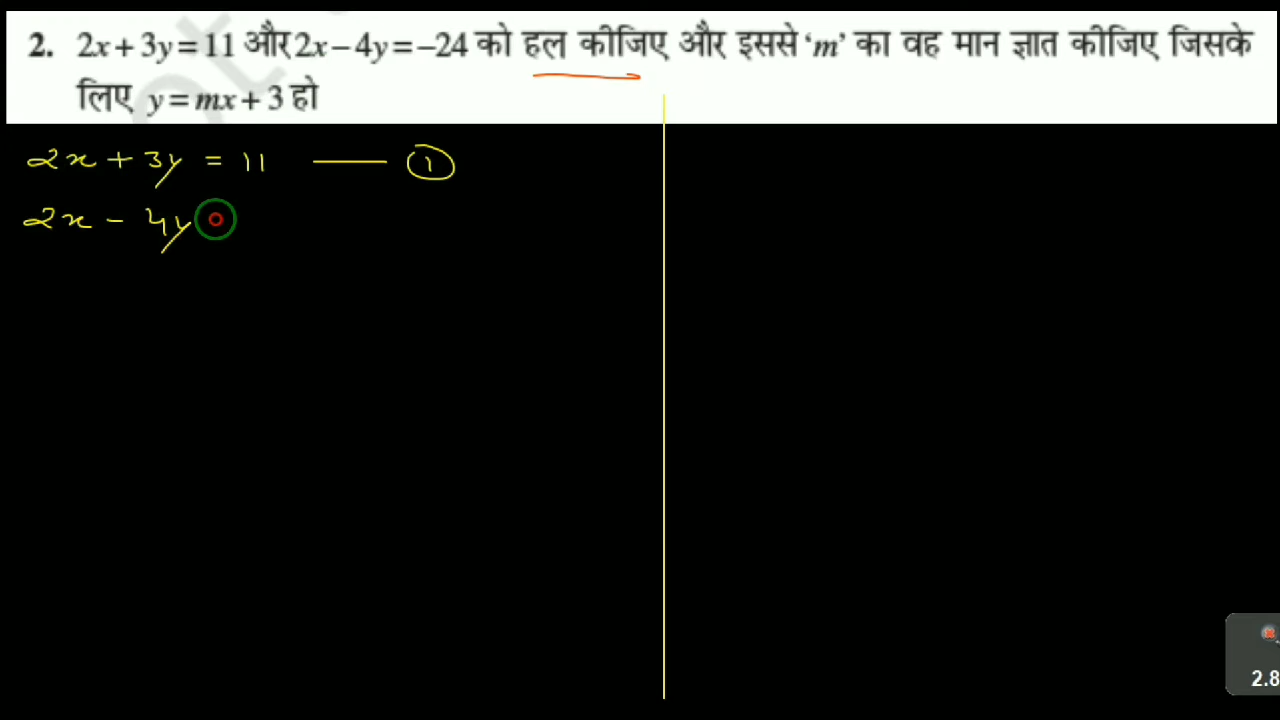 2. 2x + 3y = 11 और 2x – 4y = –24 को हल कीजिए और इससे ‘m’ का वह मान ज्ञात कीजिए जिसके
लिए y = mx + 3 हो
2x + 3y = 11 —— ①
2x - 4y
2.8